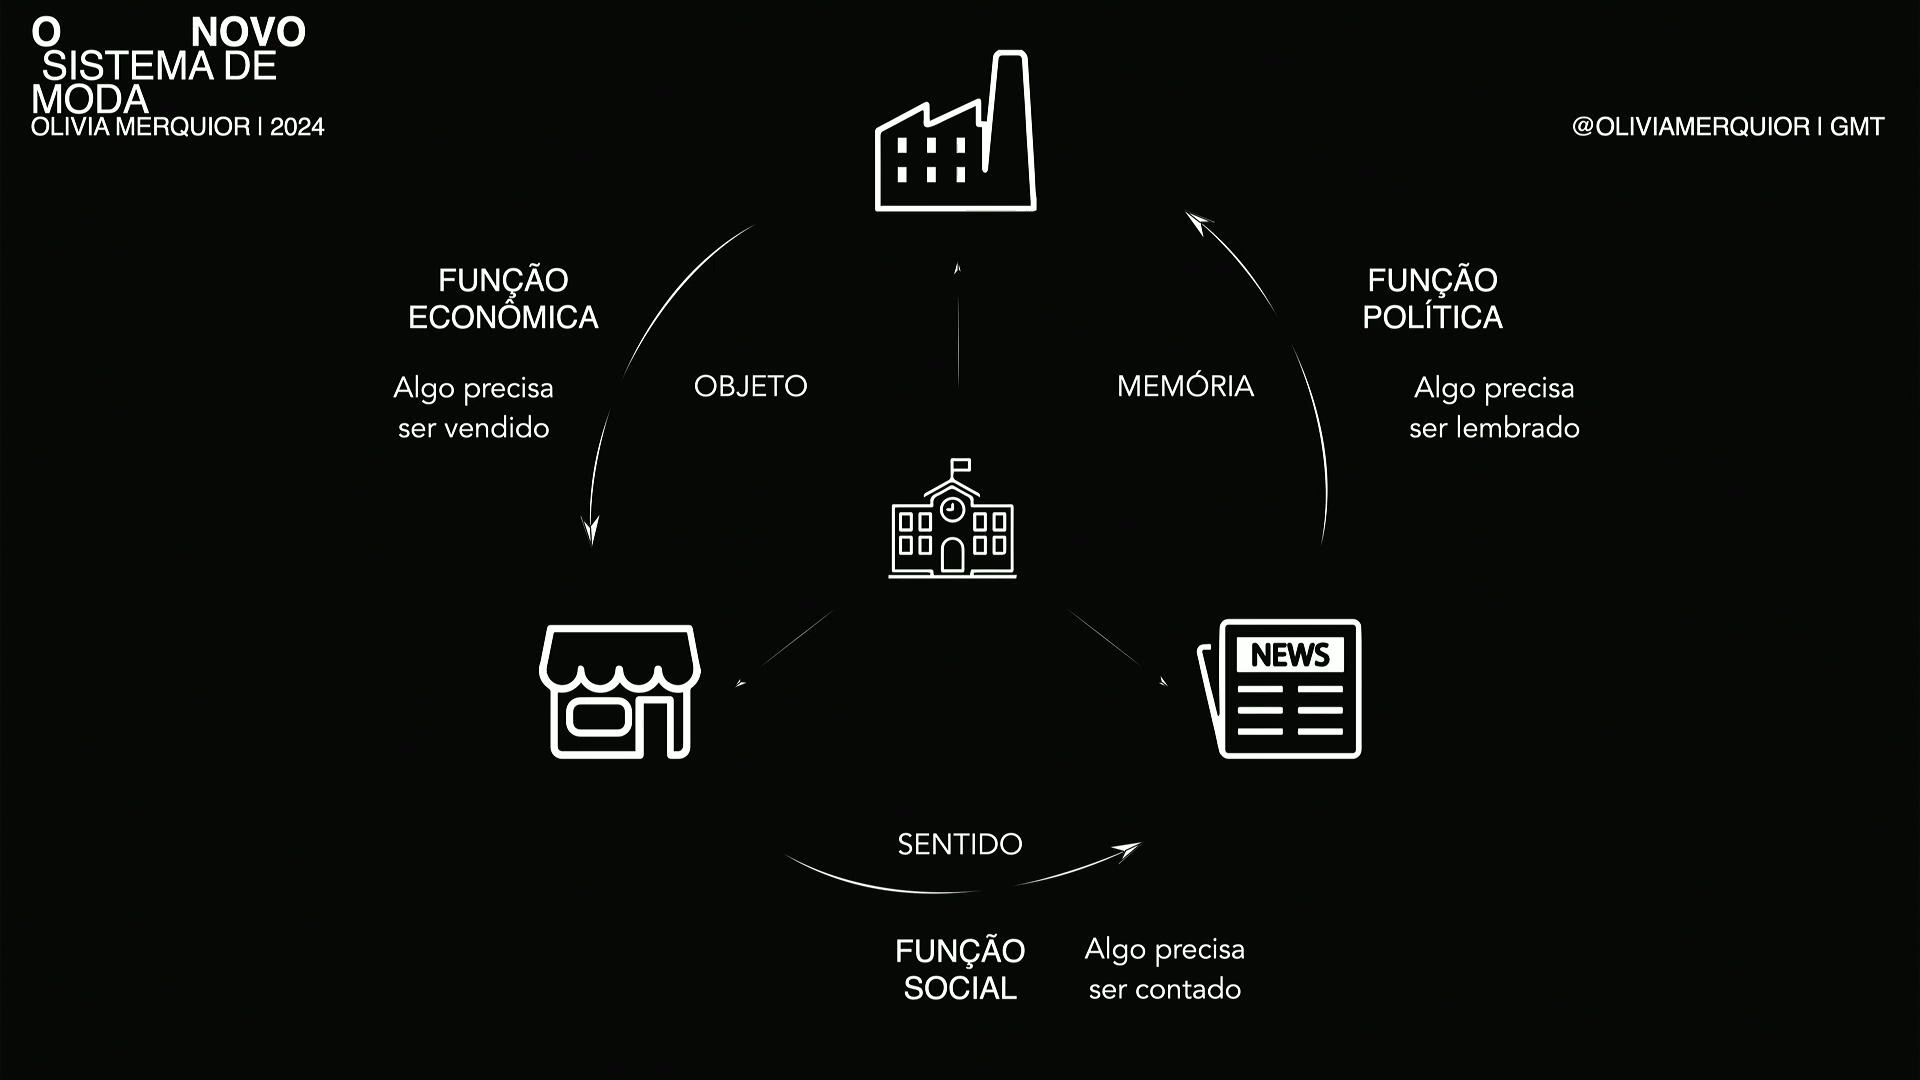 O NOVO
SISTEMA DE
MODA
OLIVIA MERQUIOR | 2024
@OLIVIAMERQUIOR | GMT
FUNÇÃO
ECONÔMICA
Algo precisa
ser vendido
OBJETO
MEMÓRIA
FUNÇÃO
POLÍTICA
Algo precisa
ser lembrado
NEWS
SENTIDO
FUNÇÃO
SOCIAL
Algo precisa
ser contado